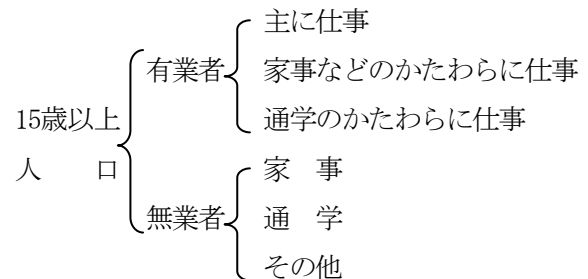 主に仕事
有業者
家事などのかたわらに仕事
15歳以上
通学のかたわらに仕事
人　　口
家　事
無業者
通　学
その他